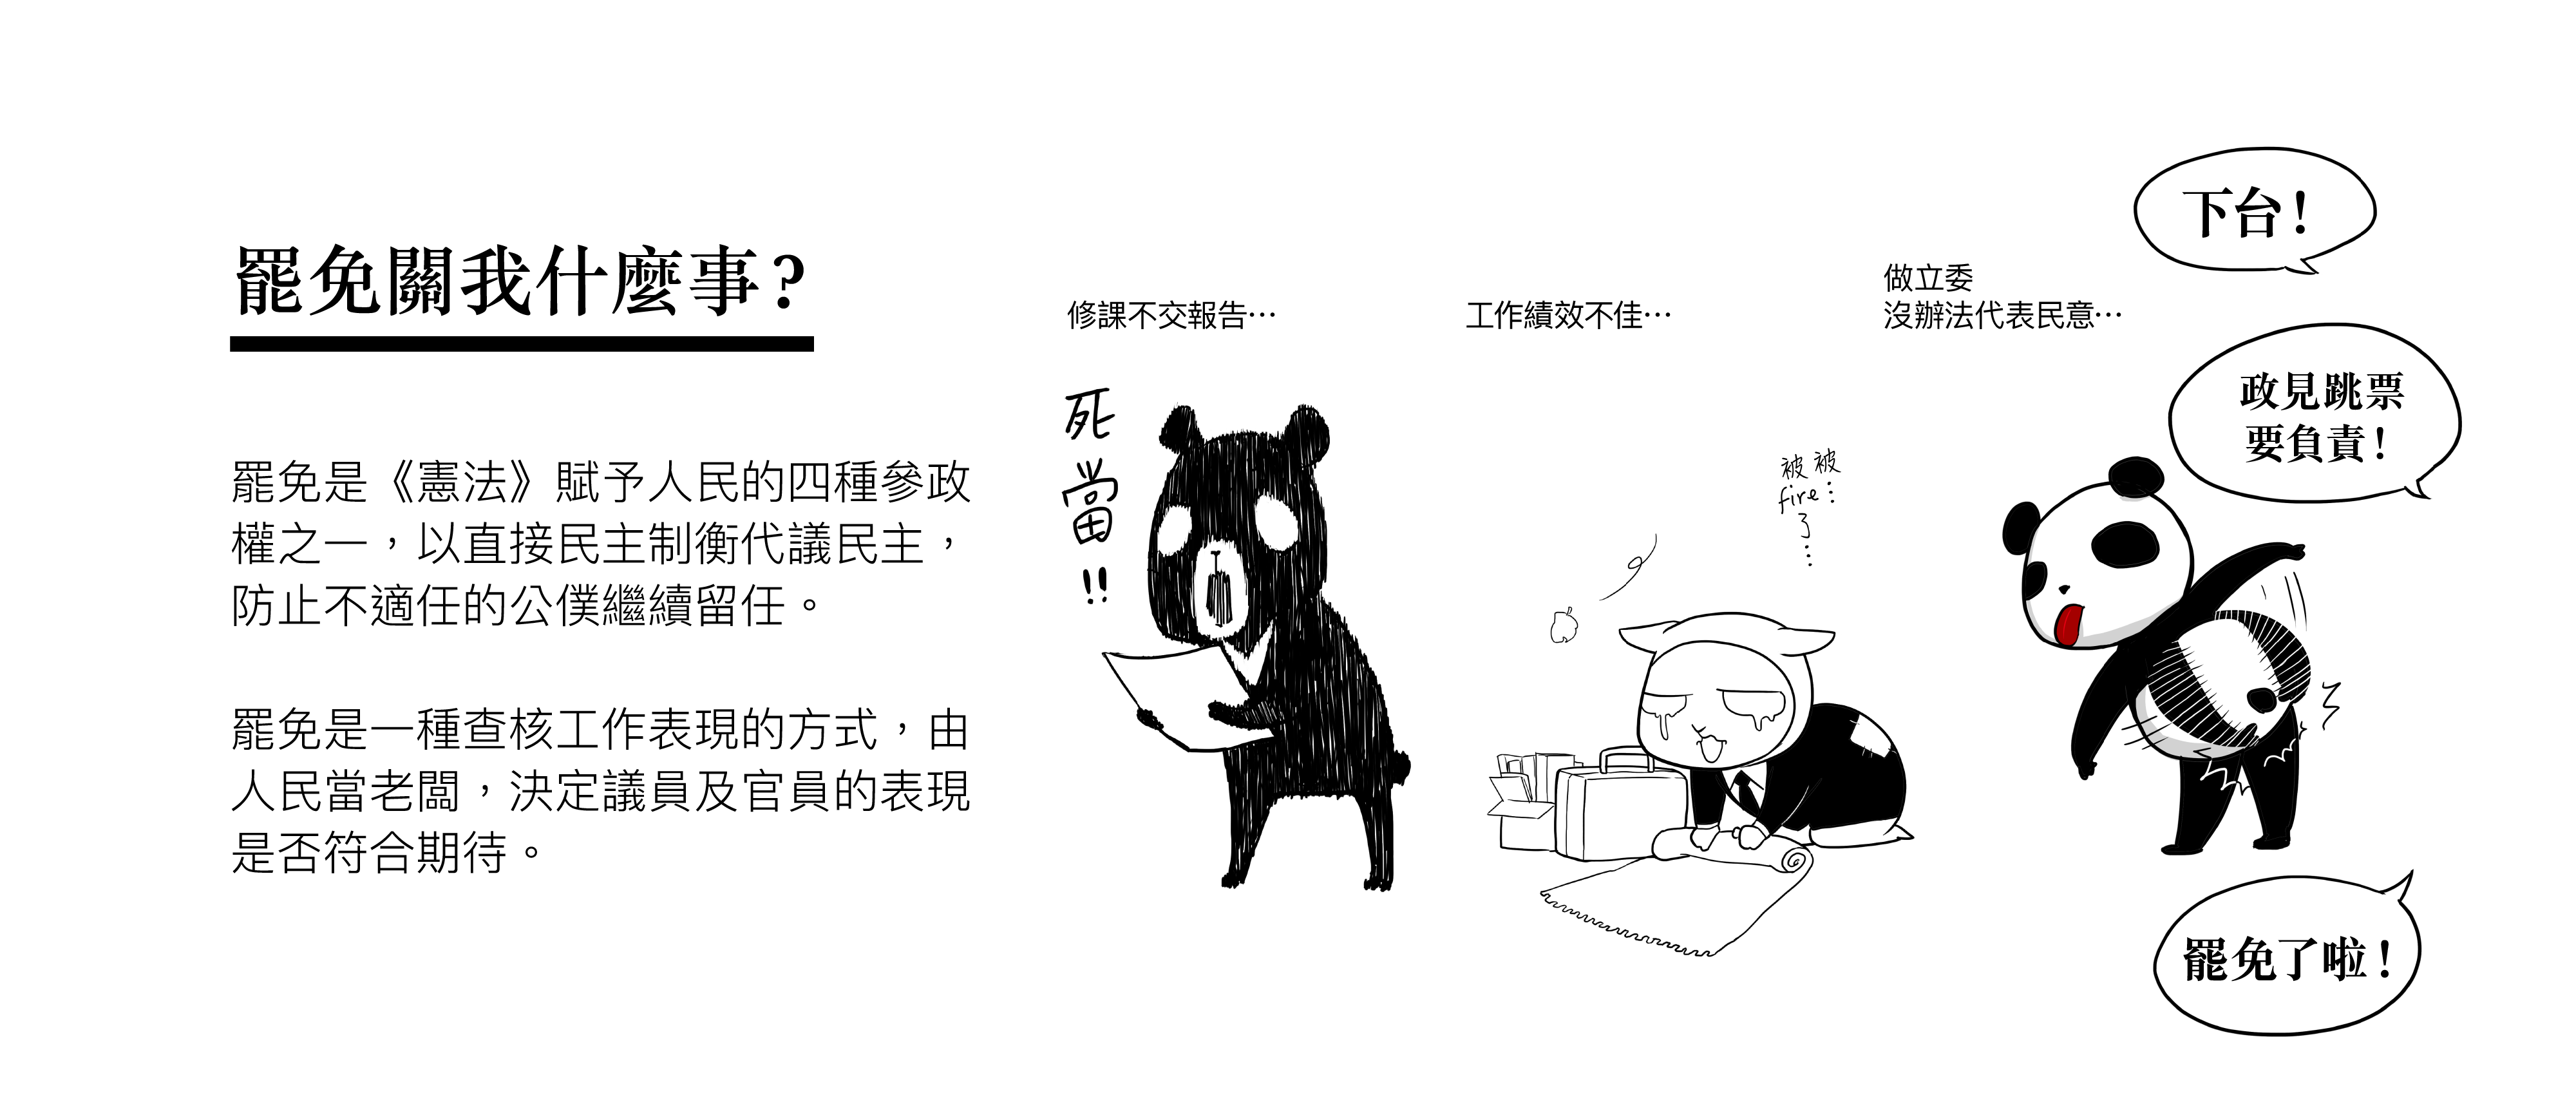 罷免關我什麼事?
罷免是《憲法》賦予人民的四種參政
權之一，以直接民主制衡代議民主，
防止不適任的公僕繼續留任。
罷免是一種查核工作表現的方式，由
人民當老闆，決定議員及官員的表現
是否符合期待。
修課不交報告…
死當!!
工作績效不佳…
被…
被fire了…
做立委
沒辦法代表民意…
下台!
政見跳票
要負責!
罷免了啦!